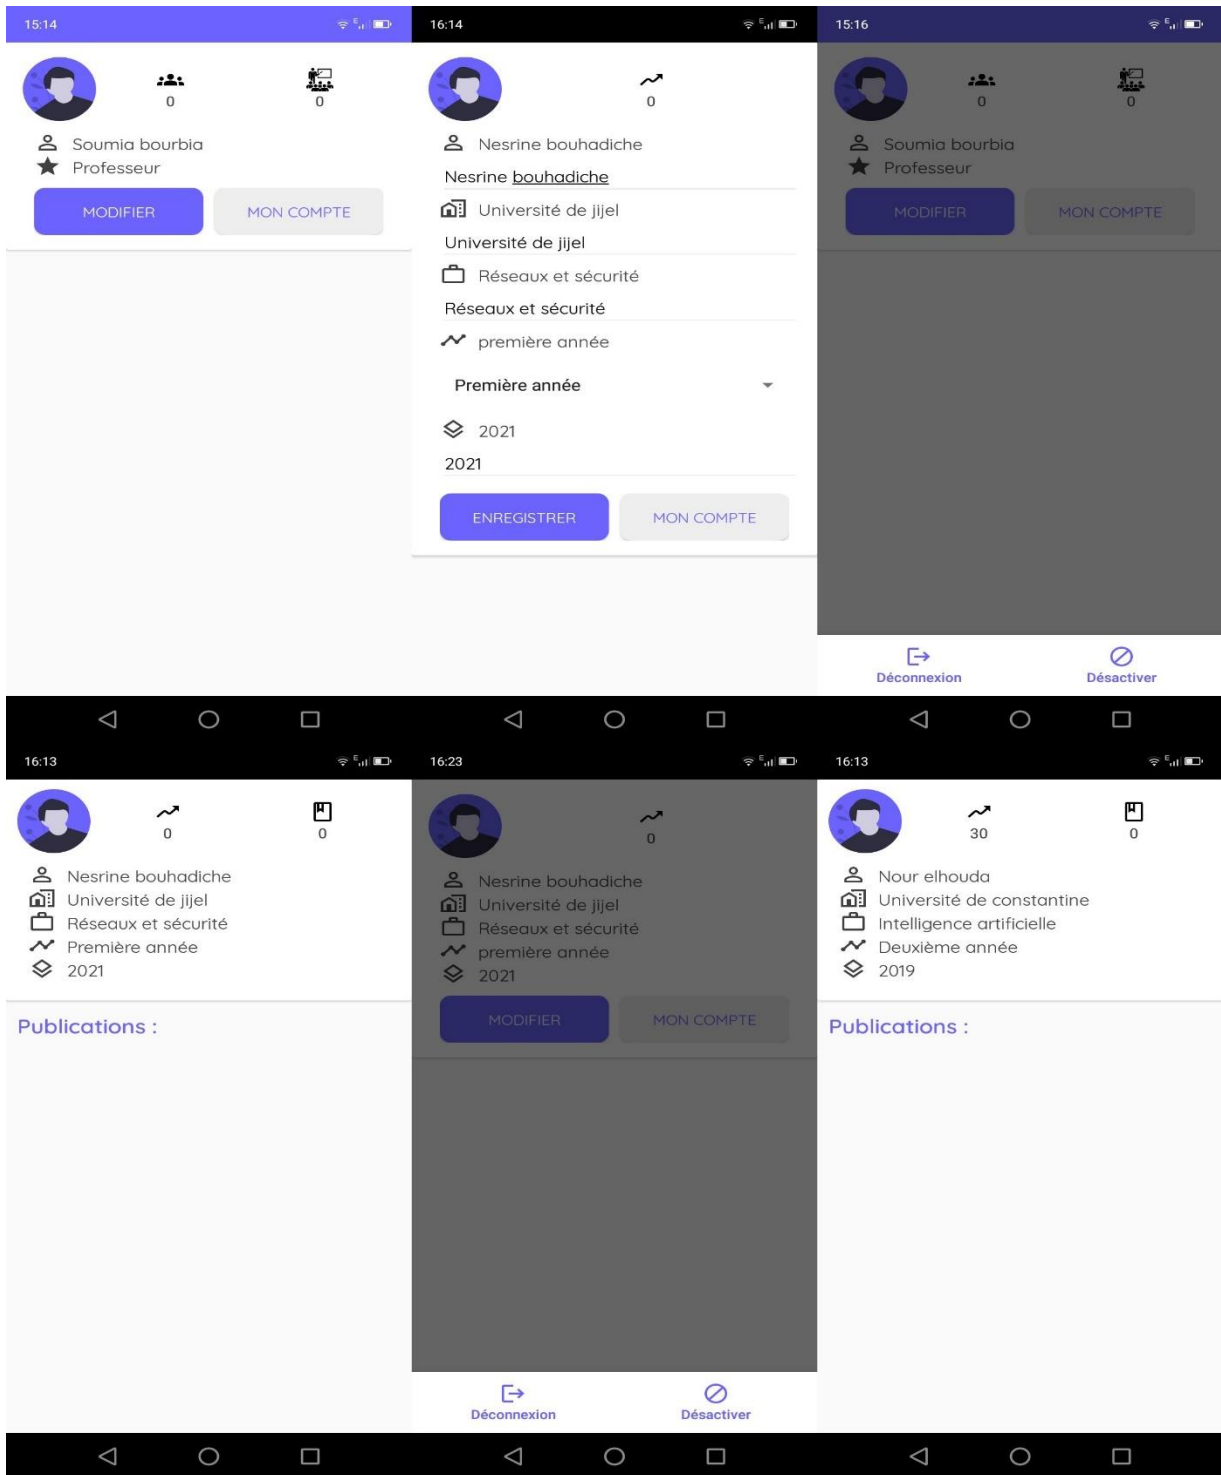 15:14
E
0
0
Soumia bourbia
Professeur
MODIFIER
MON COMPTE
16:14
E
0
Nesrine bouhadiche
Nesrine bouhadiche
Université de jijel
Université de jijel
Réseaux et sécurité
Réseaux et sécurité
première année
Première année
2021
2021
ENREGISTRER
MON COMPTE
15:16
E
0
0
Soumia bourbia
Professeur
MODIFIER
MON COMPTE
Déconnexion
Désactiver
16:13
E
0
0
Nesrine bouhadiche
Université de jijel
Réseaux et sécurité
Première année
2021
Publications :
16:23
E
0
Nesrine bouhadiche
Université de jijel
Réseaux et sécurité
première année
2021
MODIFIER
MON COMPTE
Déconnexion
Désactiver
16:13
E
30
0
Nour elhouda
Université de constantine
Intelligence artificielle
Deuxième année
2019
Publications :